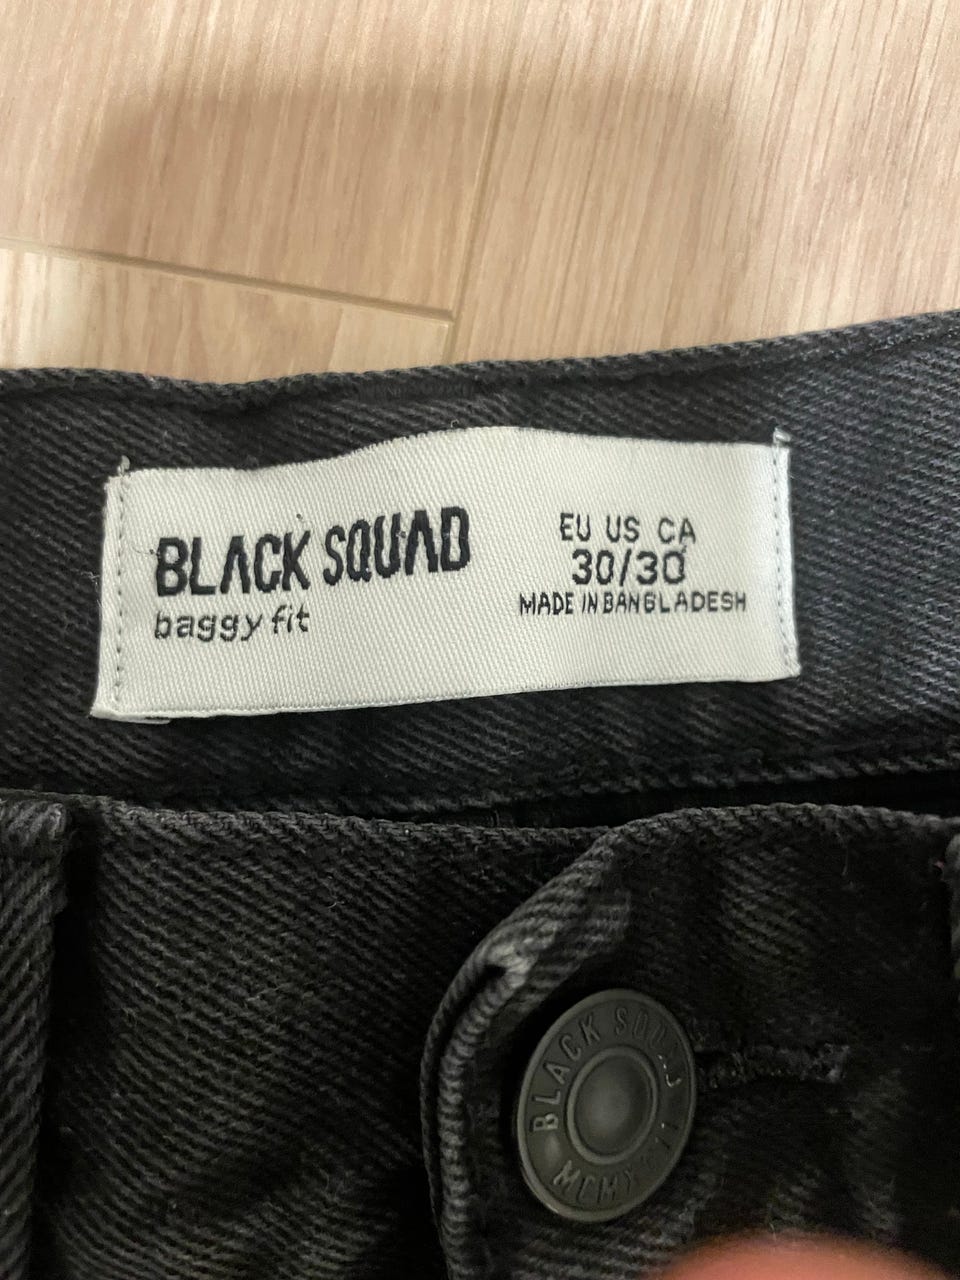 BLACK SQUAD
baggy fit
EU US CA
30/30
MADE IN BANGLADESH
BLACK SQUAD